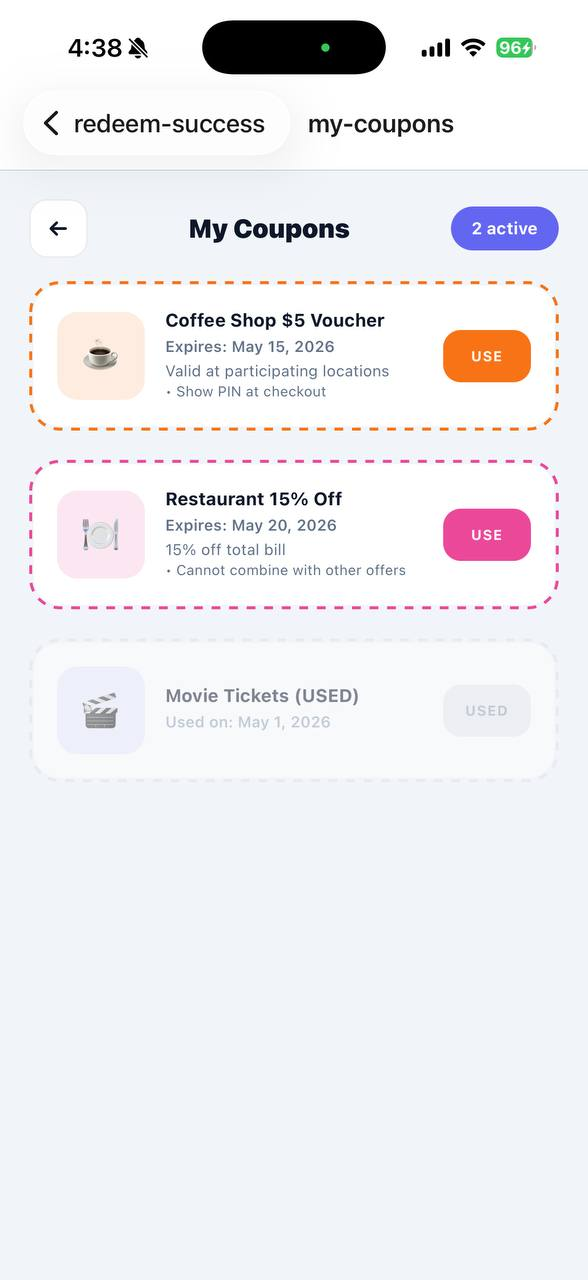 4:38
96
redeem-success my-coupons
My Coupons
2 active
Coffee Shop $5 Voucher
Expires: May 15, 2026
Valid at participating locations
• Show PIN at checkout
USE
Restaurant 15% Off
Expires: May 20, 2026
15% off total bill
• Cannot combine with other offers
USE
Movie Tickets (USED)
Used on: May 1, 2026
USED